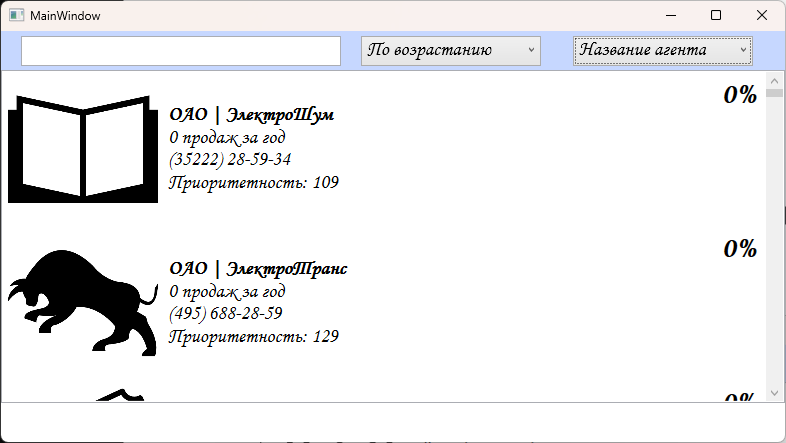 MainWindow
По возрастанию
Название агента
0%
ОАО | ЭлектроШум
0 продаж за год
(35222) 28-59-34
Приоритетность: 109
0%
ОАО | ЭлектроТранс
0 продаж за год
(495) 688-28-59
Приоритетность: 129
0%